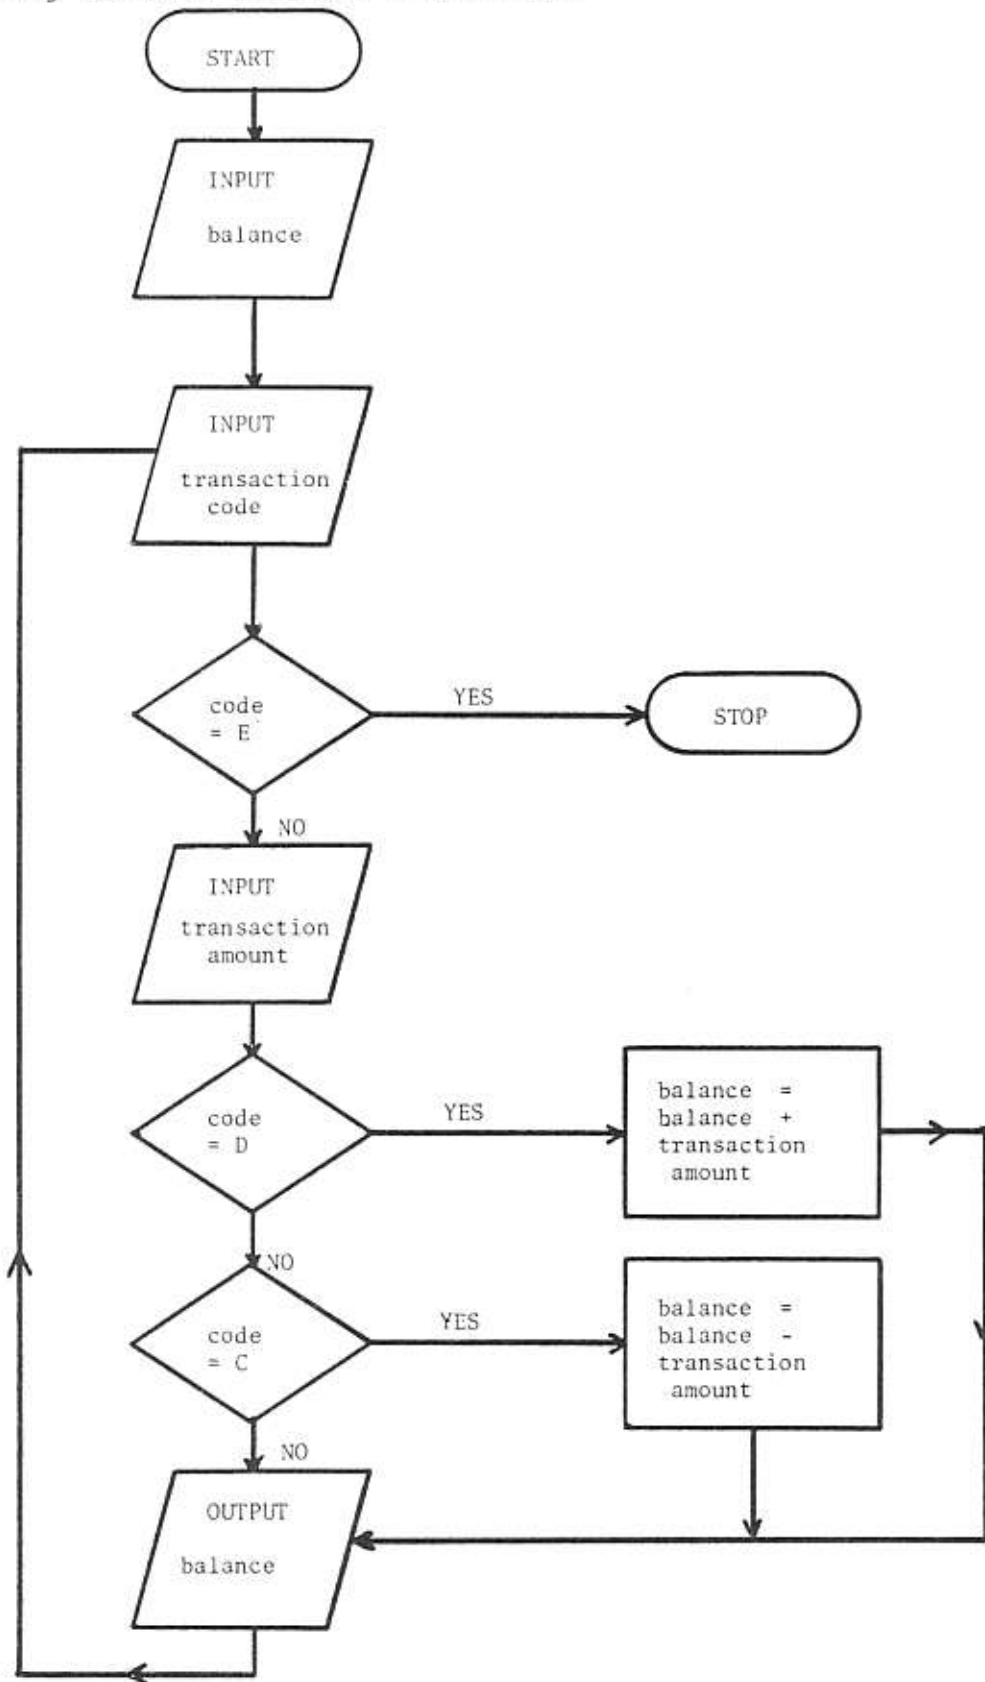 START
INPUT
balance
INPUT
transaction
code
code
= E
YES
STOP
NO
INPUT
transaction
amount
code
= D
YES
balance =
balance +
transaction
amount
NO
code
= C
YES
balance =
balance -
transaction
amount
NO
OUTPUT
balance